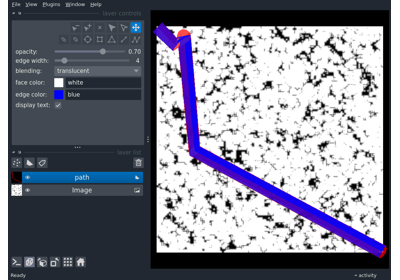 File View Plugins Window Help
layer controls
opacity: 0.70
edge width: 4
blending: translucent
face color: white
edge color: blue
display text:
layer list
path
Image
Ready
activity